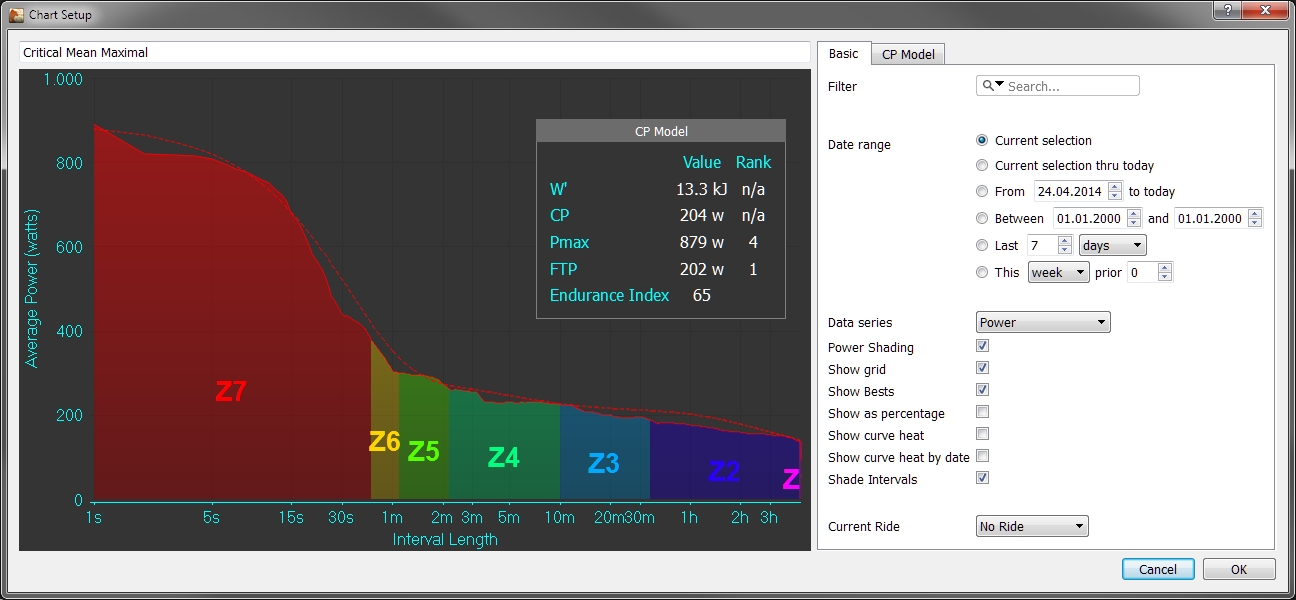 Chart Setup
?
Critical Mean Maximal
Basic
CP Model
Filter
Search...
Date range
Current selection
Current selection thru today
From 24.04.2014 to today
Between 01.01.2000 and 01.01.2000
Last 7 days
This week prior 0
Data series Power
Power Shading
Show grid
Show Bests
Show as percentage
Show curve heat
Show curve heat by date
Shade Intervals
Current Ride No Ride
Cancel
OK
Average Power (watts)
1.000
800
600
400
200
0
CP Model
Value Rank
W' 13.3 kJ n/a
CP 204 w n/a
Pmax 879 w 4
FTP 202 w 1
Endurance Index 65
Z7
Z6
Z5
Z4
Z3
Z2
Z
1s 5s 15s 30s 1m 2m 3m 5m 10m 20m 30m 1h 2h 3h
Interval Length